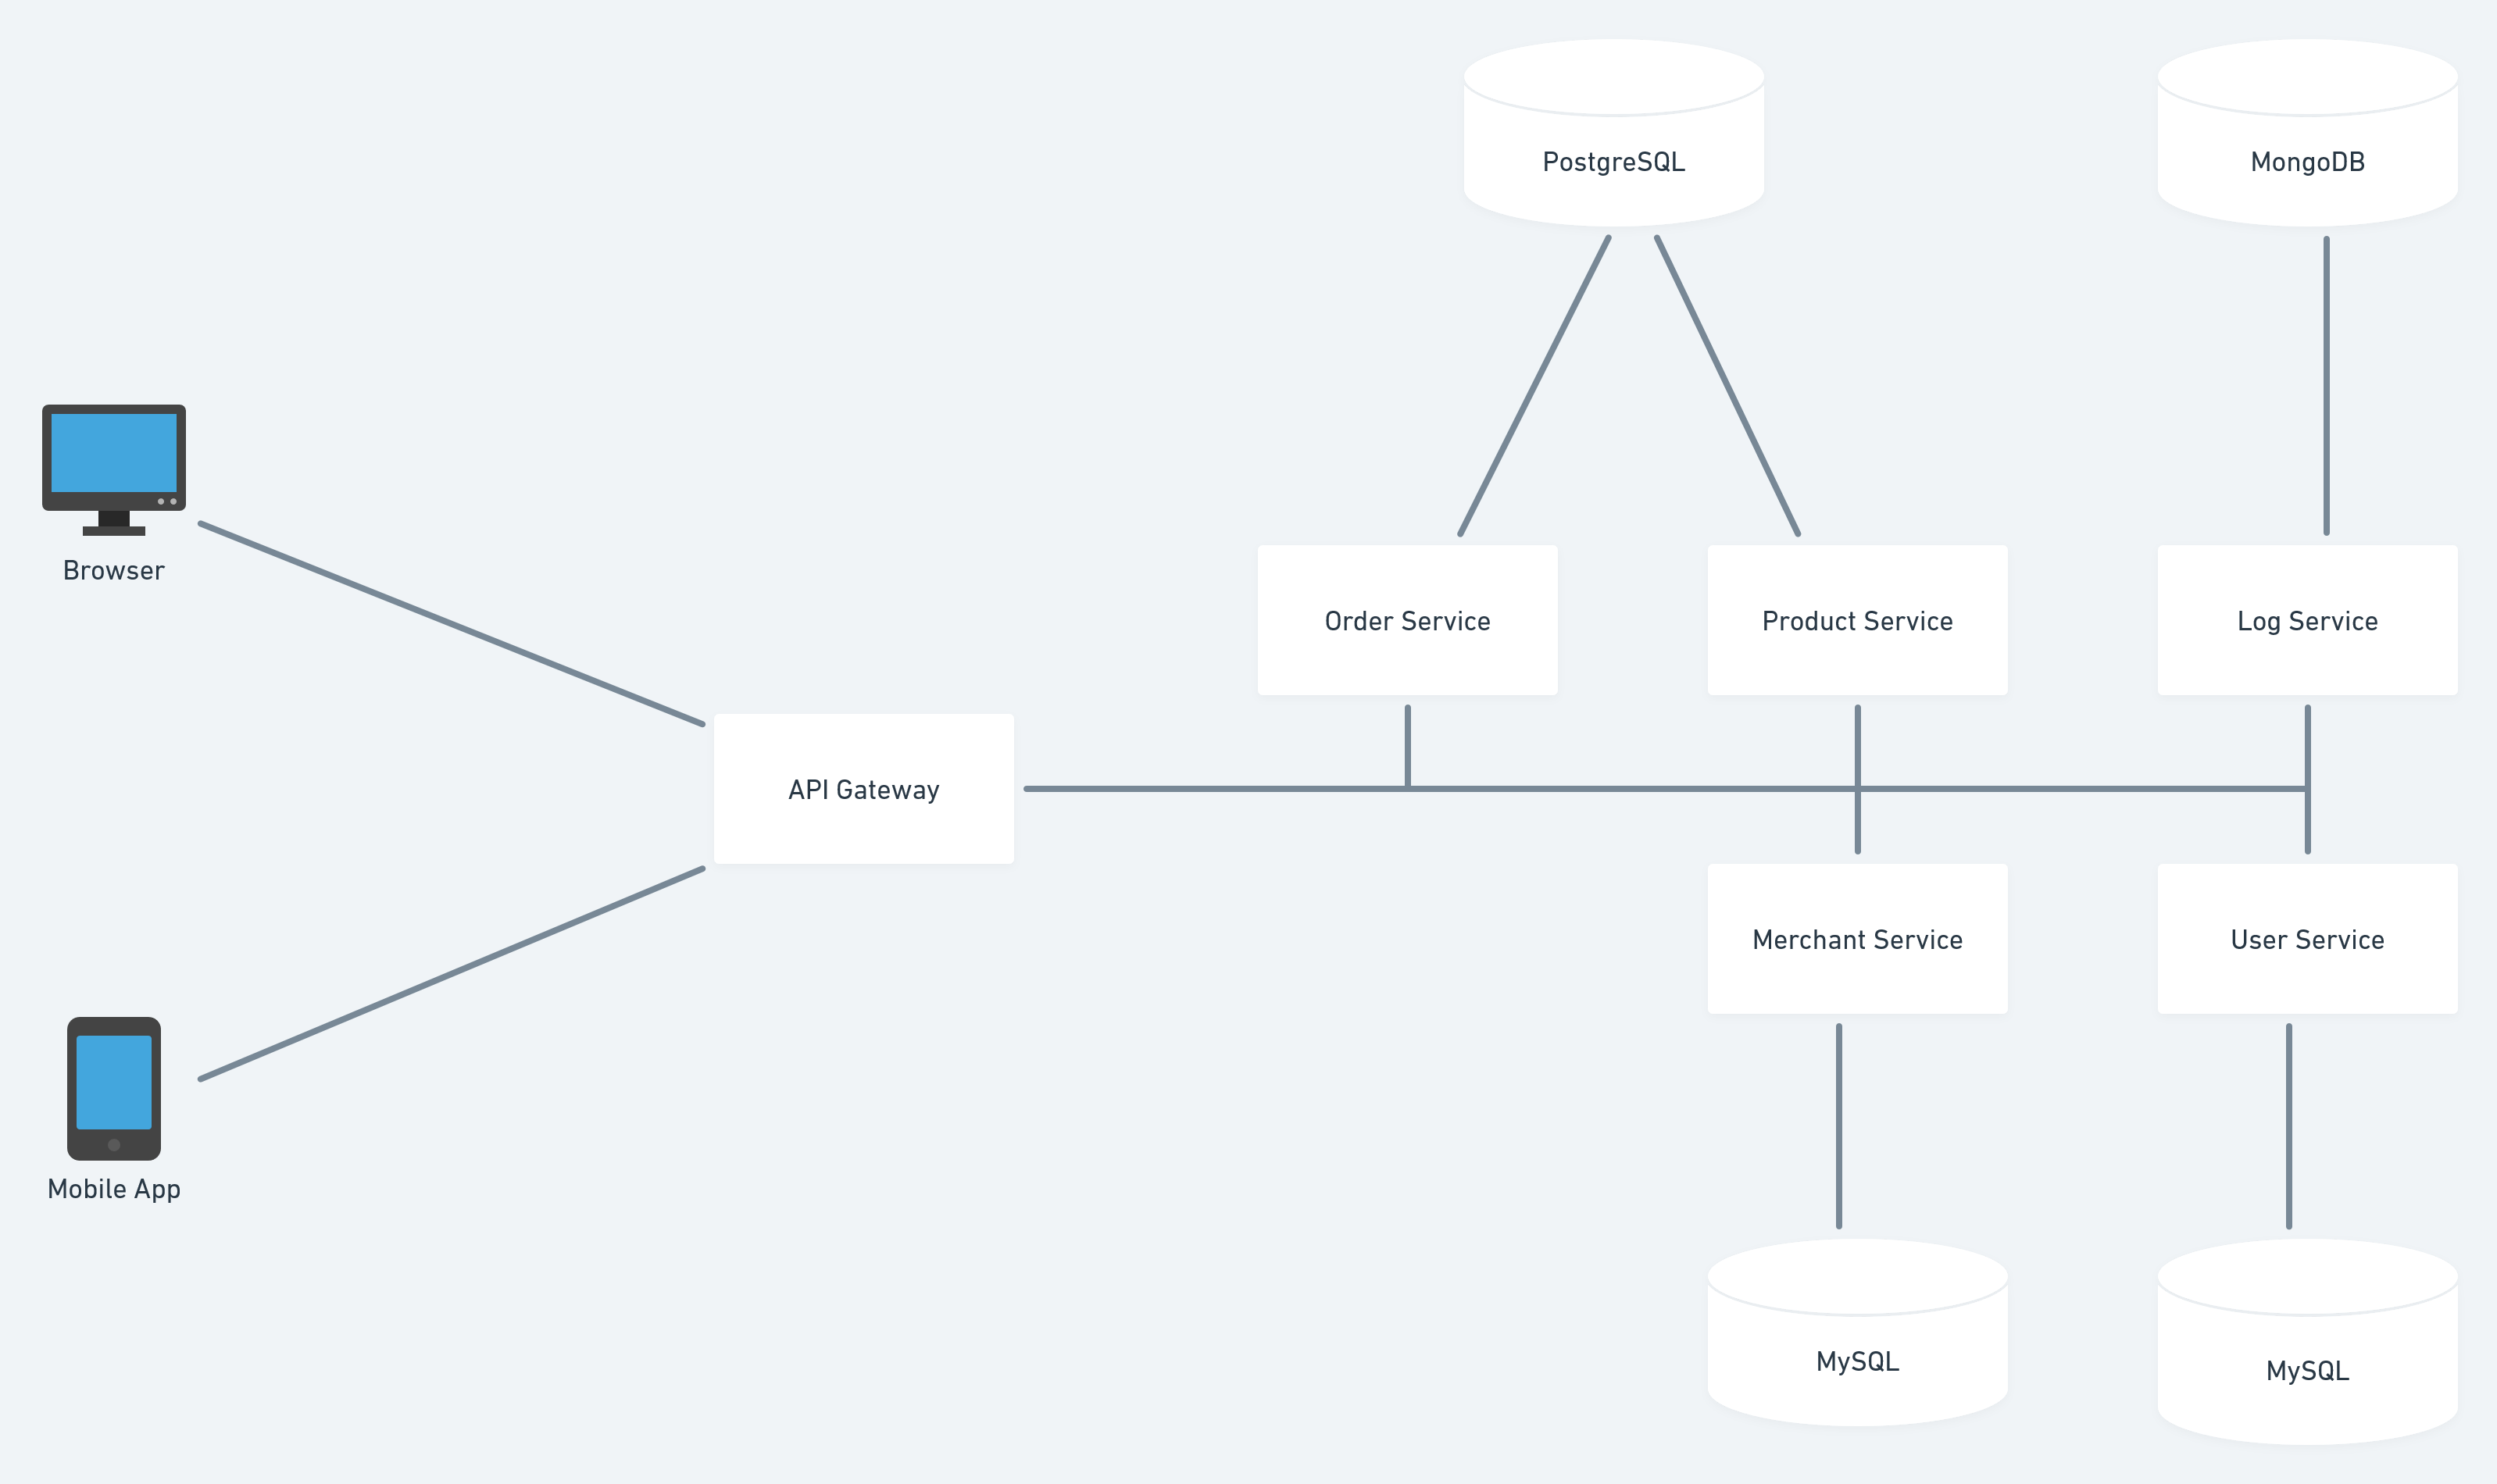 PostgreSQL
MongoDB
Browser
Order Service
Product Service
Log Service
API Gateway
Merchant Service
User Service
Mobile App
MySQL
MySQL